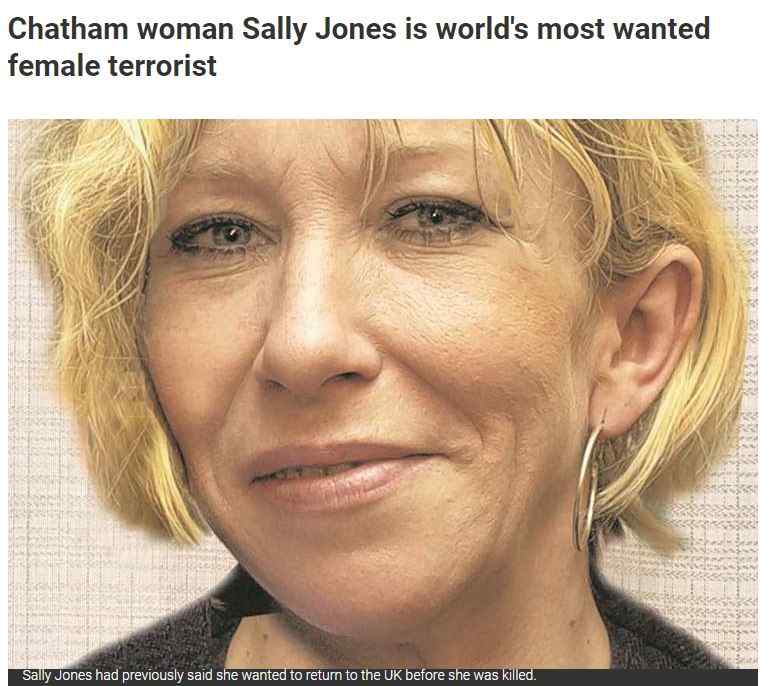 Chatham woman Sally Jones is world's most wanted
female terrorist
Sally Jones had previously said she wanted to return to the UK before she was killed.